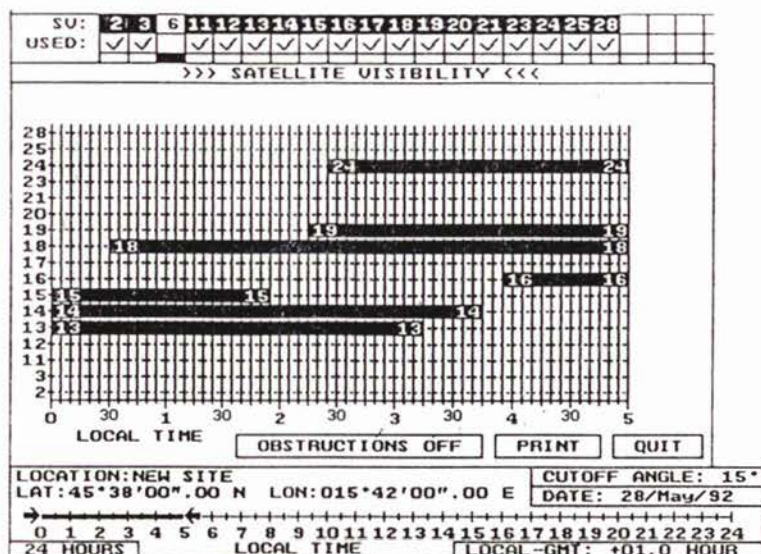 SV: 2 3 6 11 12 13 14 15 16 17 18 19 20 21 23 24 25 28
USED:
>>> SATELLITE VISIBILITY <<<
28
25
24 24 24
23
21
20
19 19 19
18 18 18
16 16 16
15 15 15
14 14 14
13 13 13
12
11
3
2
0 30 1 30 2 30 3 30 4 30 5
LOCAL TIME
OBSTRUCTIONS OFF PRINT QUIT
LOCATION:NEW SITE CUTOFF ANGLE: 15°
LAT:45°38'00".00 N LON:015°42'00".00 E DATE: 28/May/92
0 1 2 3 4 5 6 7 8 9 10 11 12 13 14 15 16 17 18 19 20 21 22 23 24
24 HOURS LOCAL TIME LOCAL-GMT: +01.0 HOURS